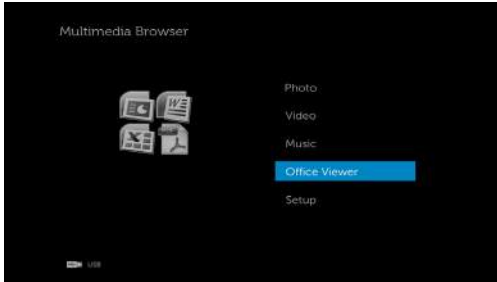 Multimedia Browser
Photo
Video
Music
Office Viewer
Setup
USB